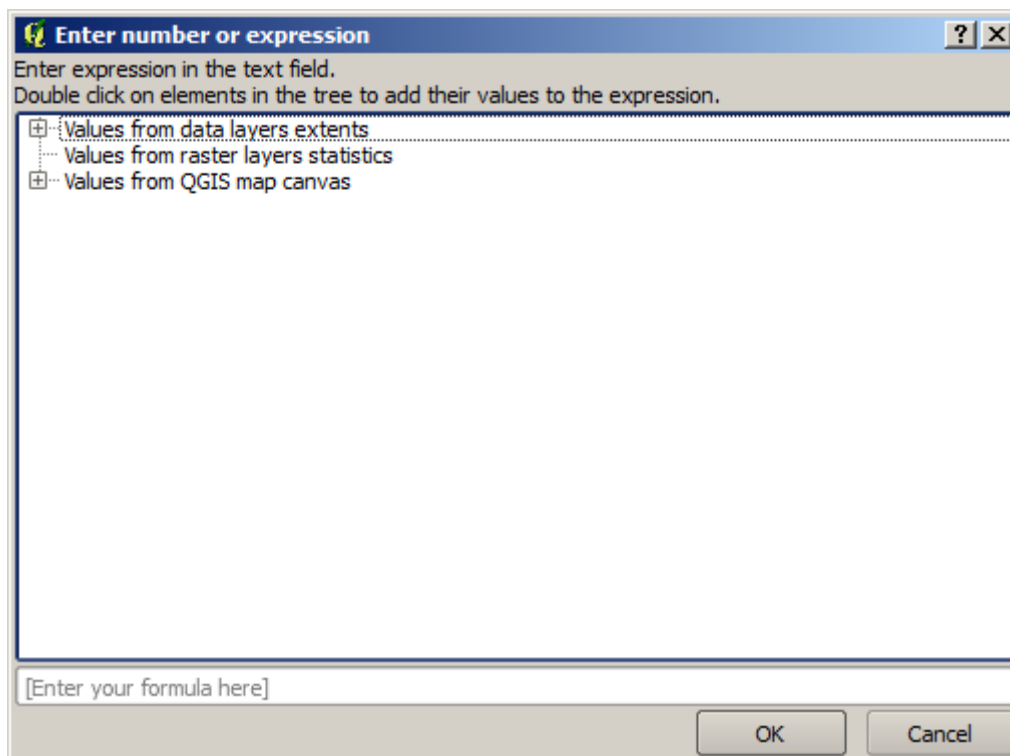 Enter number or expression
Enter expression in the text field.
Double click on elements in the tree to add their values to the expression.
Values from data layers extents
Values from raster layers statistics
Values from QGIS map canvas
[Enter your formula here]
OK Cancel